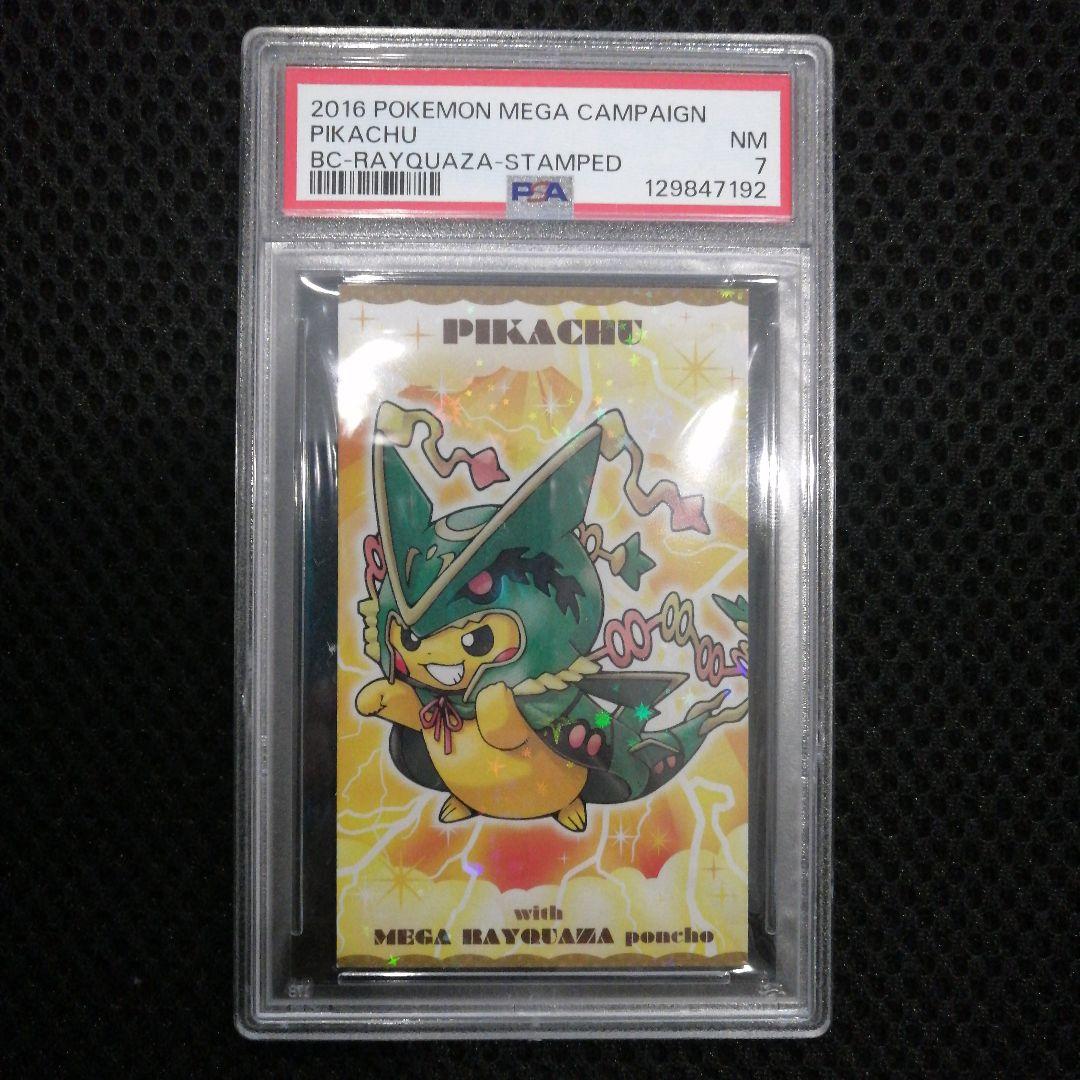 2016 POKEMON MEGA CAMPAIGN
PIKACHU NM
BC-RAYQUAZA-STAMPED 7
PSA 129847192
PIKACHU
with
MEGA RAYQUAZA poncho